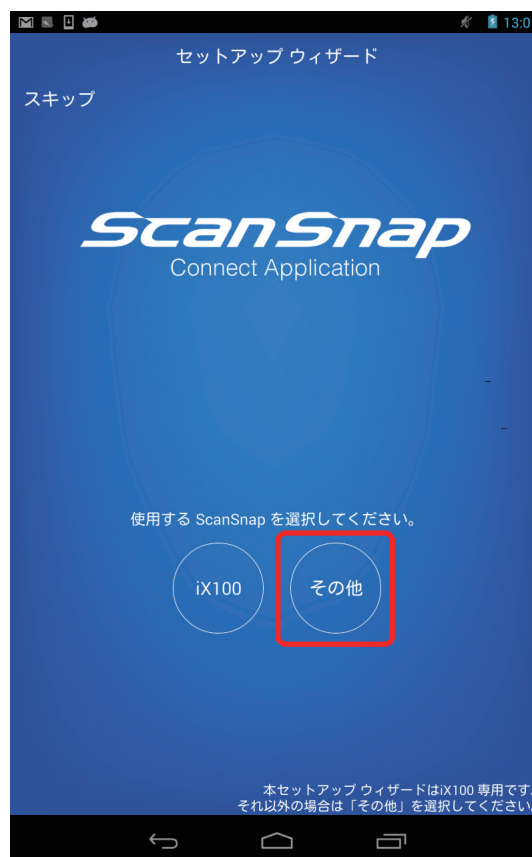 13:0
セットアップ ウィザード
スキップ
ScanSnap
Connect Application
使用する ScanSnap を選択してください。
iX100
その他
本セットアップ ウィザードはiX100 専用です。
それ以外の場合は「その他」を選択してください。